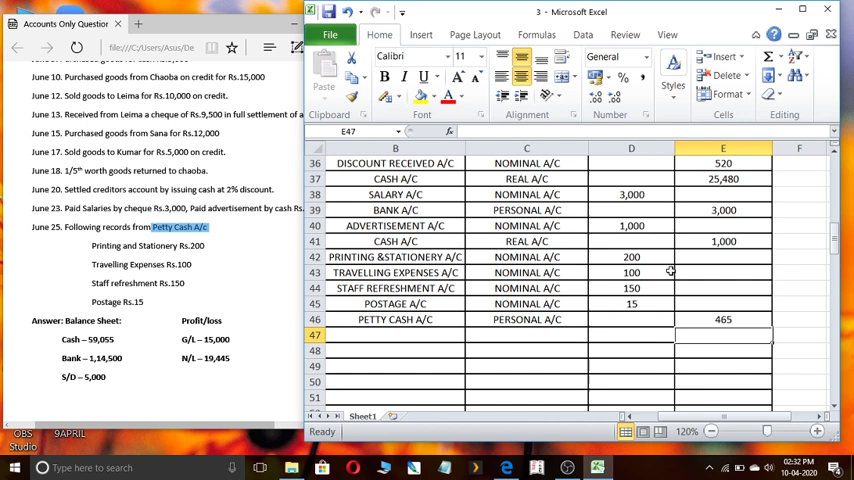 Accounts Only Question
file:///C:/Users/Asus/De
June 10. Purchased goods from Chaoba on credit for Rs.15,000
June 12. Sold goods to Leima for Rs.10,000 on credit.
June 13. Received from Leima a cheque of Rs.9,500 in full settlement of a
June 15. Purchased goods from Sana for Rs.12,000
June 17. Sold goods to Kumar for Rs.5,000 on credit.
June 18. 1/5th worth goods returned to chaoba.
June 20. Settled creditors account by issuing cash at 2% discount.
June 23. Paid Salaries by cheque Rs.3,000, Paid advertisement by cash Rs.
June 25. Following records from Petty Cash A/c
Printing and Stationery Rs.200
Travelling Expenses Rs.100
Staff refreshment Rs.150
Postage Rs.15
Answer: Balance Sheet: Profit/loss
Cash – 59,055 G/L – 15,000
Bank – 1,14,500 N/L – 19,445
S/D – 5,000
3 - Microsoft Excel
File Home Insert Page Layout Formulas Data Review View
Calibri 11 General Insert
Paste B I U A A % , Styles Delete
Format
Clipboard Font Alignment Number Cells Editing
E47 fx
B C D E F
36 DISCOUNT RECEIVED A/C NOMINAL A/C 520
37 CASH A/C REAL A/C 25,480
38 SALARY A/C NOMINAL A/C 3,000
39 BANK A/C PERSONAL A/C 3,000
40 ADVERTISEMENT A/C NOMINAL A/C 1,000
41 CASH A/C REAL A/C 1,000
42 PRINTING &STATIONERY A/C NOMINAL A/C 200
43 TRAVELLING EXPENSES A/C NOMINAL A/C 100
44 STAFF REFRESHMENT A/C NOMINAL A/C 150
45 POSTAGE A/C NOMINAL A/C 15
46 PETTY CASH A/C PERSONAL A/C 465
47
48
49
50
51
Sheet1
Ready 120%
OBS
Studio
9APRIL
Type here to search
02:32 PM
10-04-2020
4